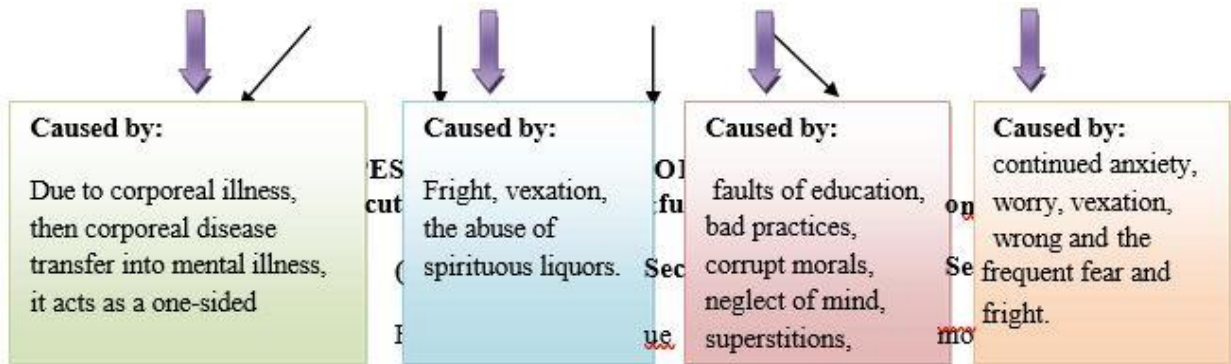 Caused by:
Due to corporeal illness,
then corporeal disease
transfer into mental illness,
it acts as a one-sided
Caused by:
Fright, vexation,
the abuse of
spirituous liquors.
Caused by:
faults of education,
bad practices,
corrupt morals,
neglect of mind,
superstitions,
Caused by:
continued anxiety,
worry, vexation,
wrong and the
frequent fear and
fright.